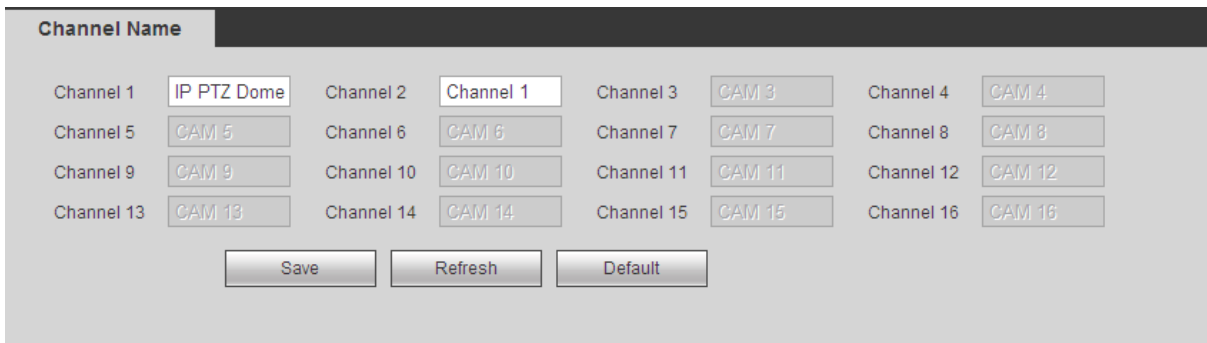 Channel Name
Channel 1 IP PTZ Dome Channel 2 Channel 1 Channel 3 CAM 3 Channel 4 CAM 4
Channel 5 CAM 5 Channel 6 CAM 6 Channel 7 CAM 7 Channel 8 CAM 8
Channel 9 CAM 9 Channel 10 CAM 10 Channel 11 CAM 11 Channel 12 CAM 12
Channel 13 CAM 13 Channel 14 CAM 14 Channel 15 CAM 15 Channel 16 CAM 16
Save Refresh Default